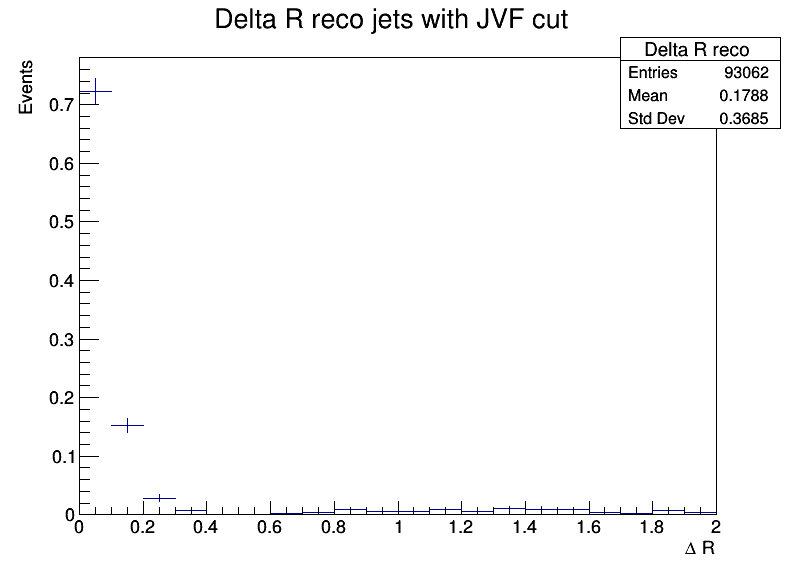 Delta R reco jets with JVF cut
Delta R reco
Entries 93062
Mean 0.1788
Std Dev 0.3685
Events
0.7
0.6
0.5
0.4
0.3
0.2
0.1
0
0 0.2 0.4 0.6 0.8 1 1.2 1.4 1.6 1.8 2
Δ R